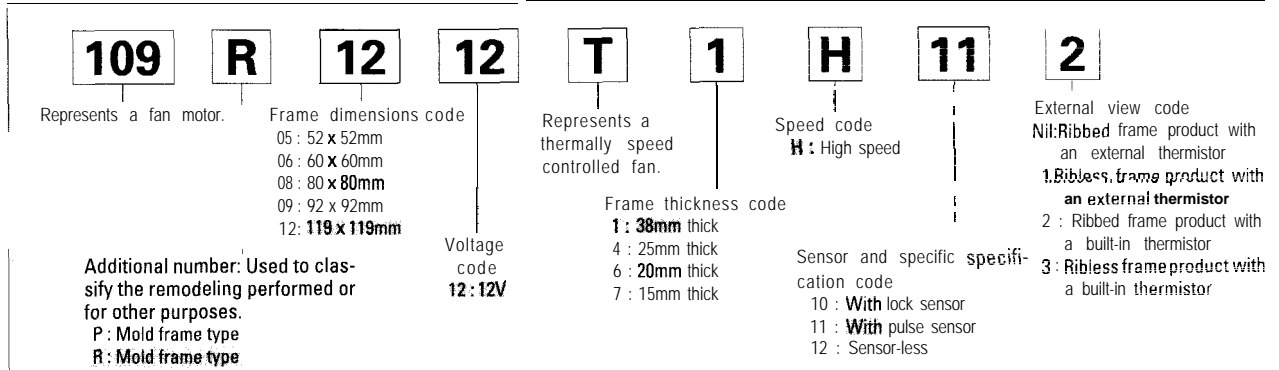 109 R 12 12 T 1 H 11 2
Represents a fan motor.
Additional number: Used to clas-
sify the remodeling performed or
for other purposes.
P : Mold frame type
R : Mold frame type
Frame dimensions code
05 : 52 x 52mm
06 : 60 x 60mm
08 : 80 x 80mm
09 : 92 x 92mm
12: 119 x 119mm
Voltage
code
12 : 12V
Represents a
thermally speed
controlled fan.
Frame thickness code
1 : 38mm thick
4 : 25mm thick
6 : 20mm thick
7 : 15mm thick
Speed code
H : High speed
Sensor and specific specifi-
cation code
10 : With lock sensor
11 : With pulse sensor
12 : Sensor-less
External view code
Nil:Ribbed frame product with
an external thermistor
1.Ribless, frame product with
an external thermistor
2 : Ribbed frame product with
a built-in thermistor
3 : Ribless frame product with
a built-in thermistor